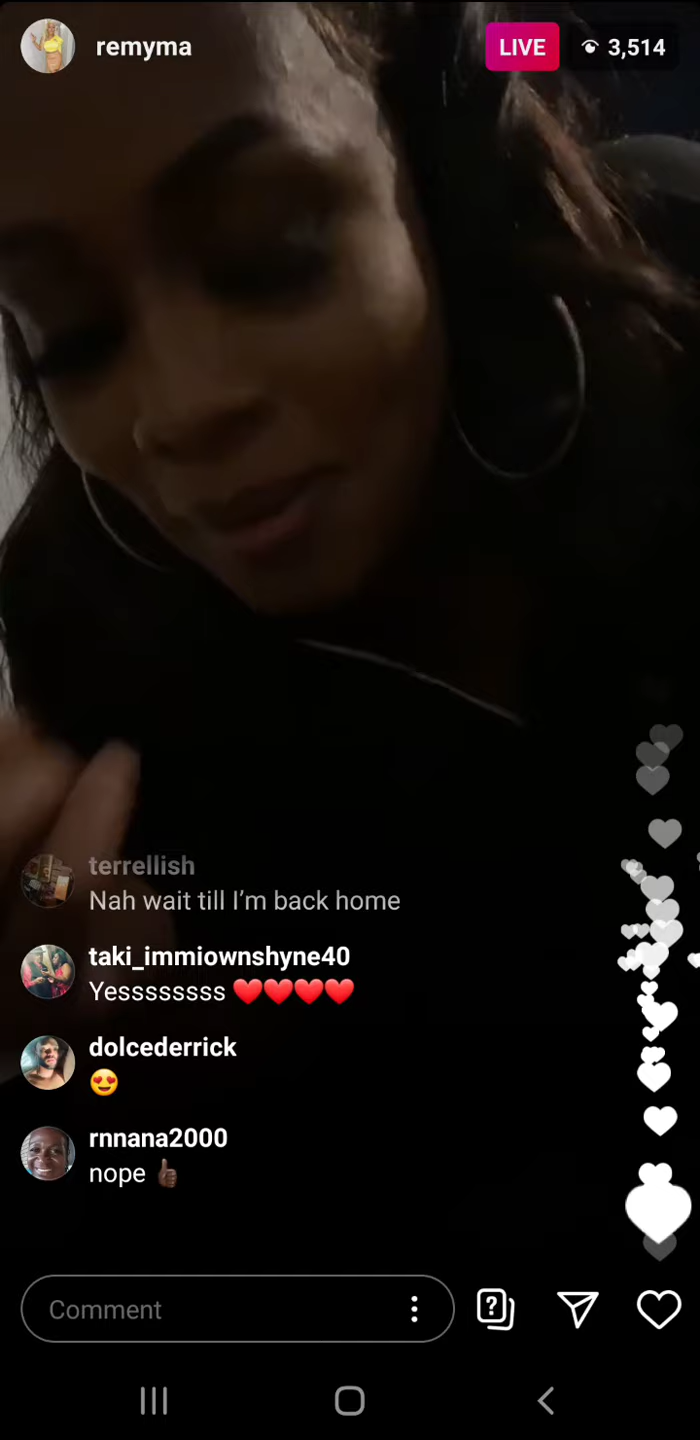 remyma
LIVE
3,514
terrellish
Nah wait till I'm back home
taki_immiownshyne40
Yesssssssss ❤️❤️❤️❤️
dolcederrick
😍
rnnana2000
nope 👍🏾
Comment